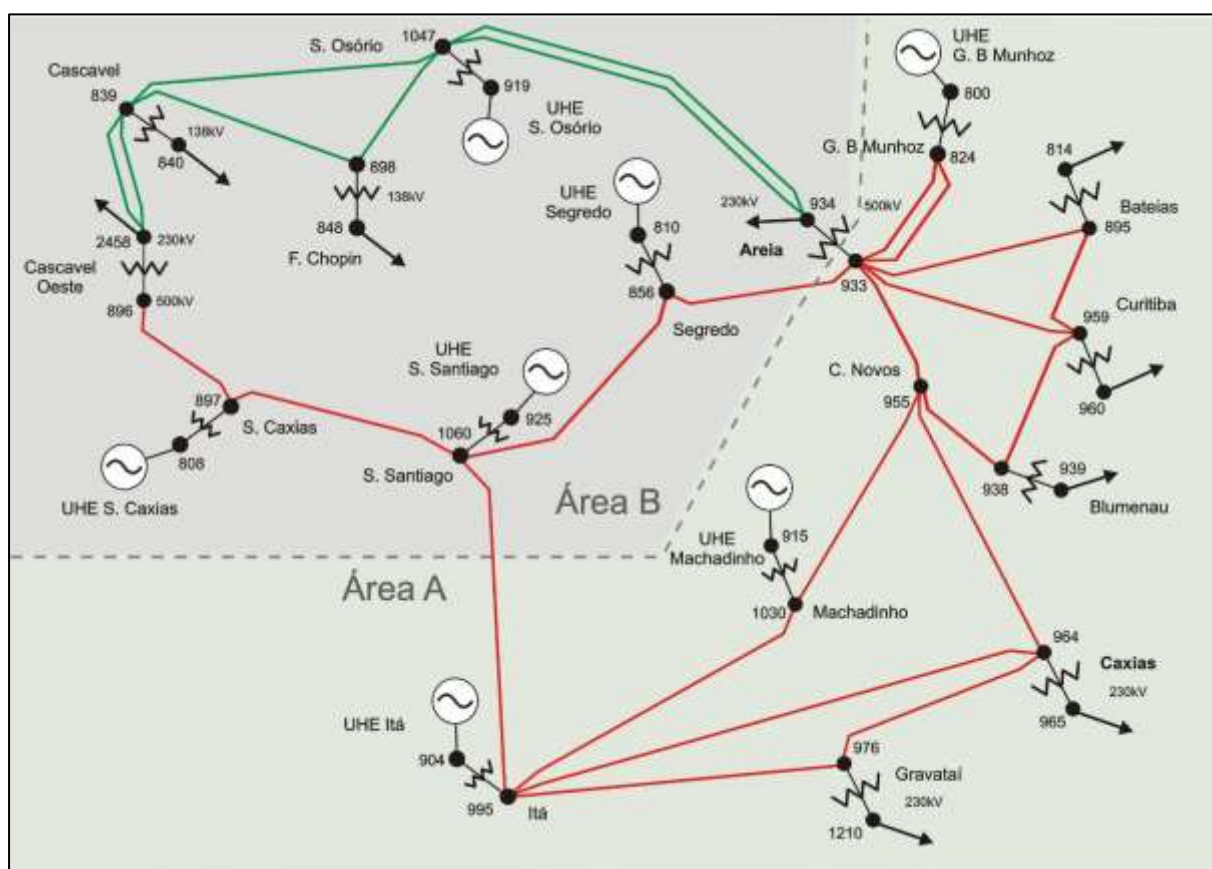 1047
S. Osório
919
UHE
S. Osório
Cascavel
839
138kV
840
898
138kV
848
F. Chopin
2458
230kV
Cascavel
Oeste
896
500kV
UHE
Segredo
810
856
Segredo
UHE
G. B Munhoz
800
G. B Munhoz
824
814
Bateias
895
230kV
934
500kV
Areia
933
Curitiba
959
960
C. Novos
955
939
938
Blumenau
UHE
S. Santiago
925
1060
S. Santiago
897
S. Caxias
808
UHE S. Caxias
Área B
Área A
UHE
Machadinho
915
1030
Machadinho
964
Caxias
230kV
965
UHE Itá
904
995
Itá
976
Gravataí
230kV
1210